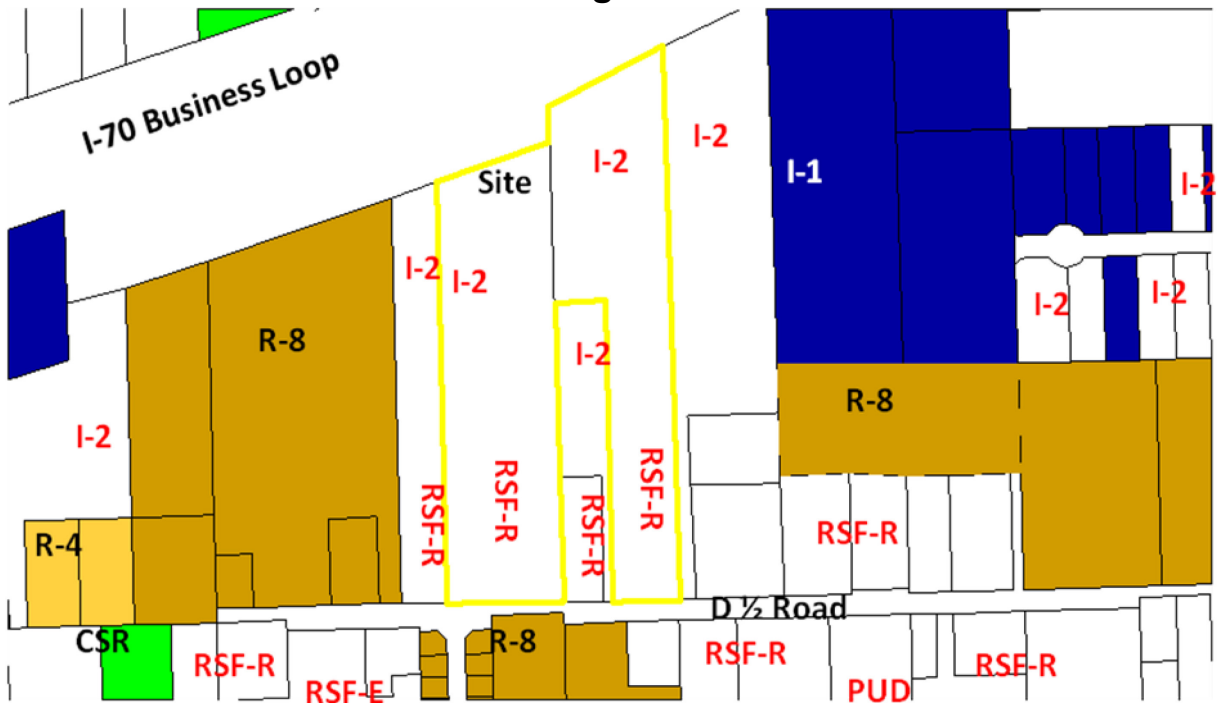 I-70 Business Loop
I-2
I-2
Site
I-1
I-2
I-2
I-2
I-2
I-2
R-8
I-2
R-8
I-2
RSF-R
RSF-R
RSF-R
RSF-R
RSF-R
R-4
D ½ Road
CSR
R-8
RSF-R
RSF-R
RSF-R
RSF-E
PUD